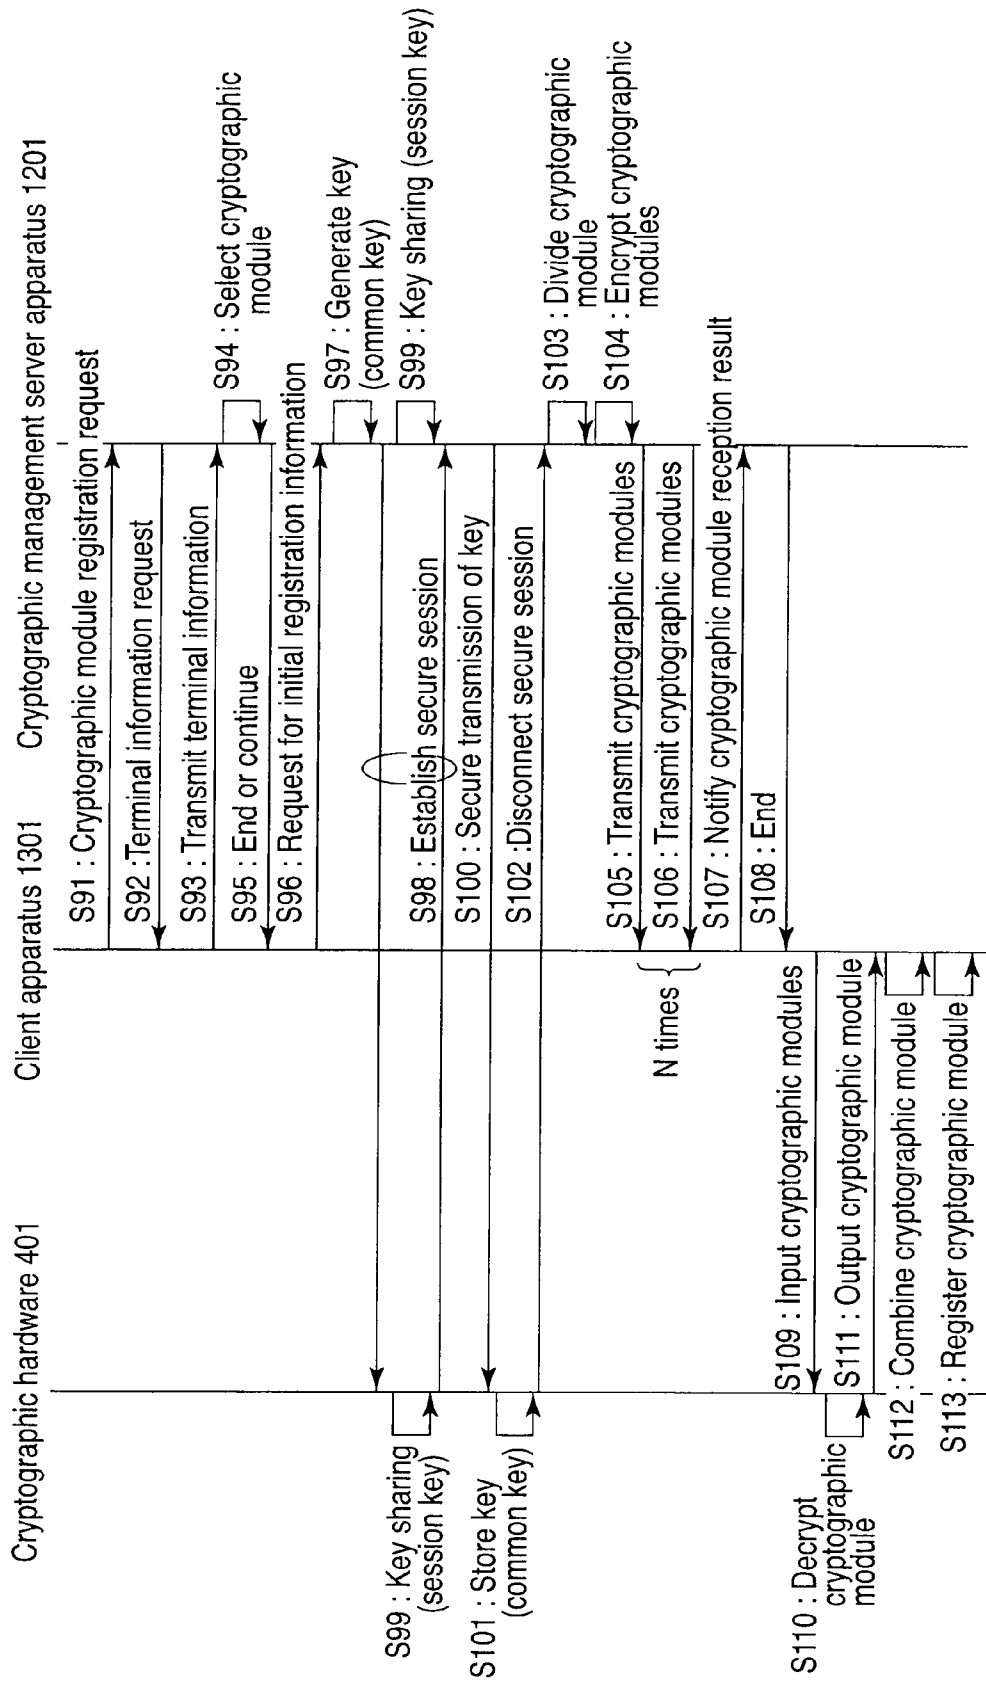 Cryptographic hardware 401
Client apparatus 1301
Cryptographic management server apparatus 1201
S91 : Cryptographic module registration request
S92 :Terminal information request
S93 : Transmit terminal information
S94 : Select cryptographic
module
S95 : End or continue
S96 : Request for initial registration information
S97 : Generate key
(common key)
S99 : Key sharing (session key)
S99 : Key sharing
(session key)
S98 : Establish secure session
S100 : Secure transmission of key
S101 : Store key
(common key)
S102 :Disconnect secure session
S103 : Divide cryptographic
module
S104 : Encrypt cryptographic
modules
S105 : Transmit cryptographic modules
N times
S106 : Transmit cryptographic modules
S107 : Notify cryptographic module reception result
S108 : End
S109 : Input cryptographic modules
S110 : Decrypt
cryptographic
module
S111 : Output cryptographic module
S112 : Combine cryptographic module
S113 : Register cryptographic module